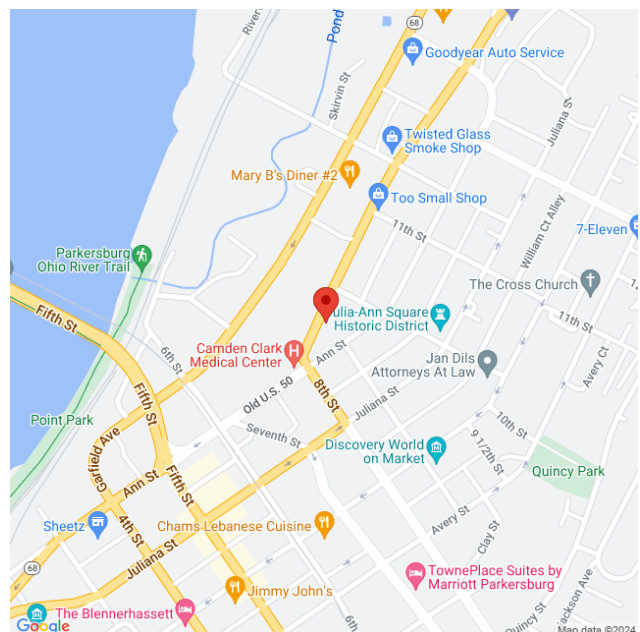 River
Pond
68
Goodyear Auto Service
Skirvin St
Juliana S
Twisted Glass
Smoke Shop
Mary B's Diner #2
Too Small Shop
William Ct Alley
11th St
7-Eleven
Parkersburg
Ohio River Trail
The Cross Church
12
Fifth St
11th St
ulia-Ann Square
Historic District
6th St
Camden Clark
Medical Center
H
Ann St
Jan Dils
Attorneys At Law
Avery Ct
Old U.S. 50
8th St
Fifth St
Juliana St
Point Park
10th St
Seventh St
Garfield Ave
Discovery World
on Market
9 1/2th St
Quincy Park
Ann St
Fifth St
Avery St
Clay St
Sheetz
4th St
Chams Lebanese Cuisine
Juliana St
68
TownePlace Suites by
Marriott Parkersburg
Jimmy John's
Jackson Ave
The Blennerhassett
6th
Quincy St
Google
Map data ©2024